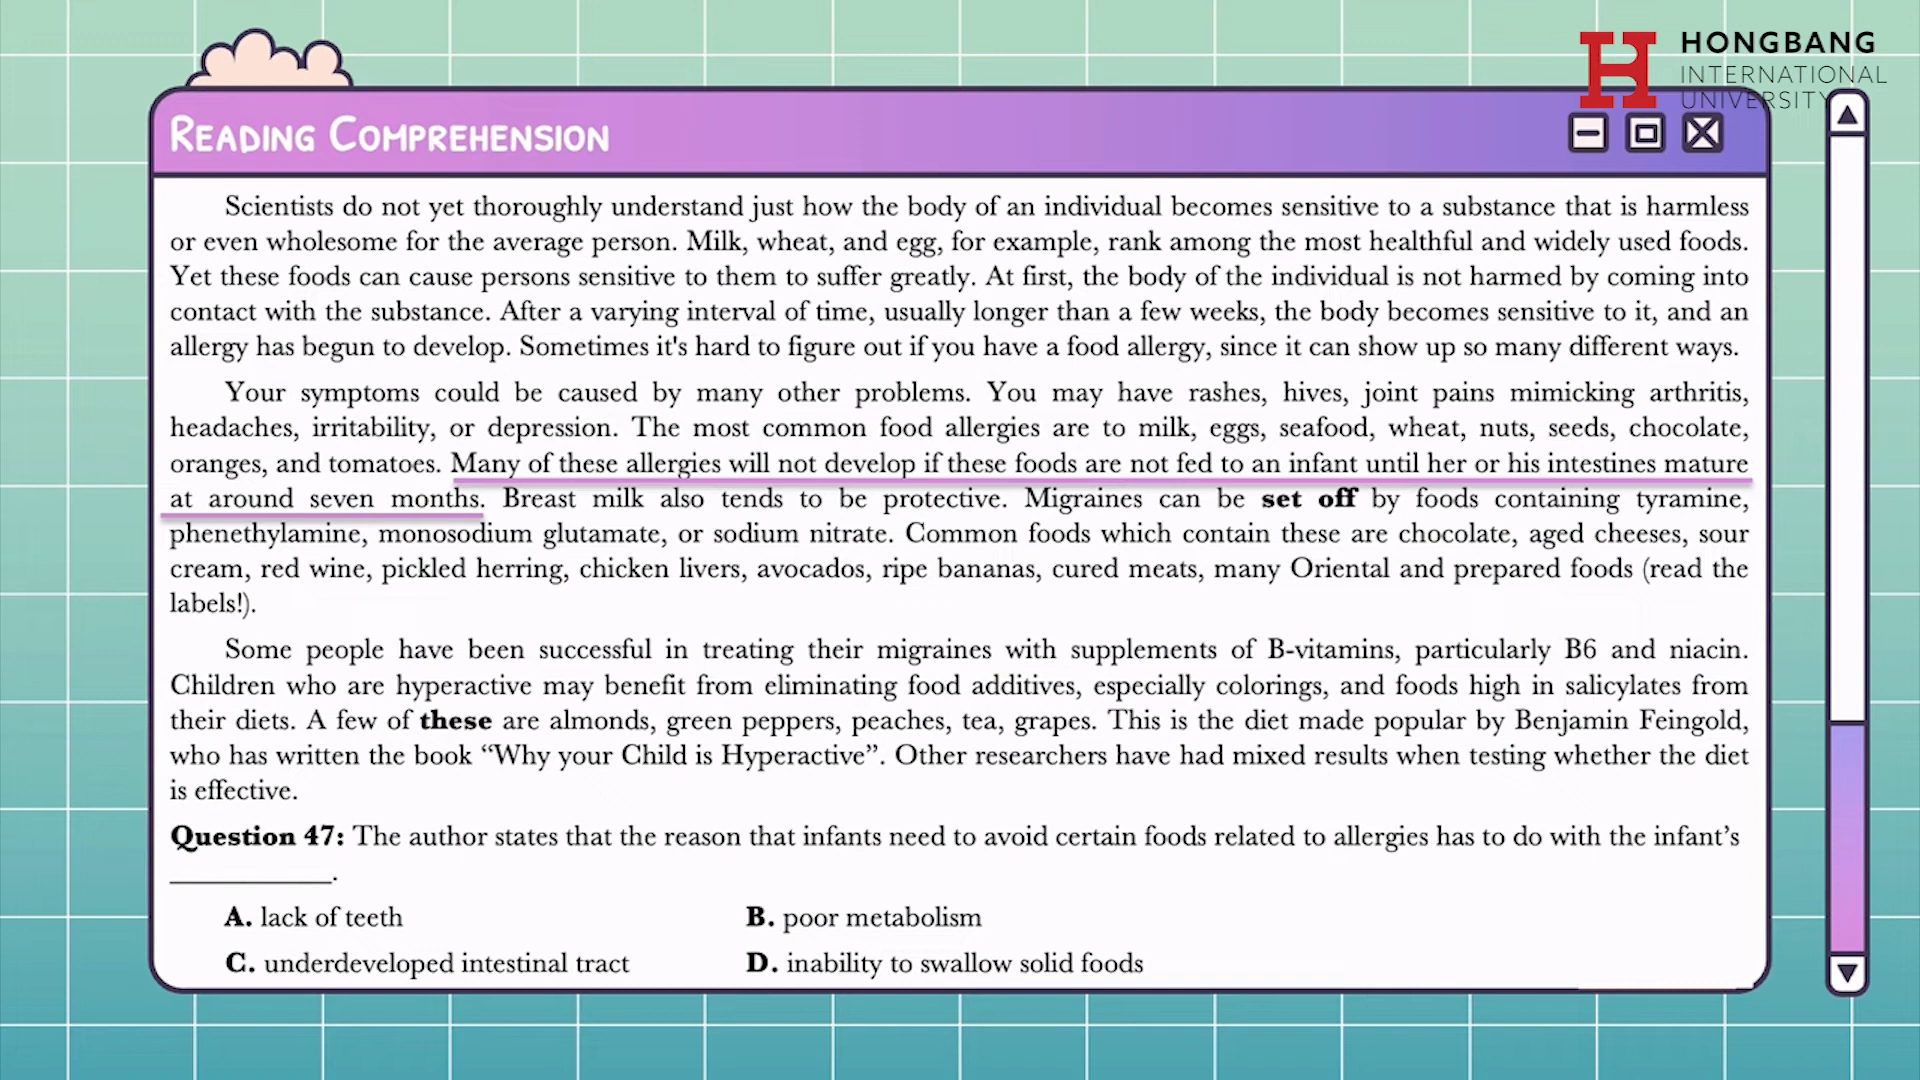 HONGBANG
INTERNATIONAL
UNIVERSITY
READING COMPREHENSION
Scientists do not yet thoroughly understand just how the body of an individual becomes sensitive to a substance that is harmless
or even wholesome for the average person. Milk, wheat, and egg, for example, rank among the most healthful and widely used foods.
Yet these foods can cause persons sensitive to them to suffer greatly. At first, the body of the individual is not harmed by coming into
contact with the substance. After a varying interval of time, usually longer than a few weeks, the body becomes sensitive to it, and an
allergy has begun to develop. Sometimes it's hard to figure out if you have a food allergy, since it can show up so many different ways.
Your symptoms could be caused by many other problems. You may have rashes, hives, joint pains mimicking arthritis,
headaches, irritability, or depression. The most common food allergies are to milk, eggs, seafood, wheat, nuts, seeds, chocolate,
oranges, and tomatoes. Many of these allergies will not develop if these foods are not fed to an infant until her or his intestines mature
at around seven months. Breast milk also tends to be protective. Migraines can be set off by foods containing tyramine,
phenethylamine, monosodium glutamate, or sodium nitrate. Common foods which contain these are chocolate, aged cheeses, sour
cream, red wine, pickled herring, chicken livers, avocados, ripe bananas, cured meats, many Oriental and prepared foods (read the
labels!).
Some people have been successful in treating their migraines with supplements of B-vitamins, particularly B6 and niacin.
Children who are hyperactive may benefit from eliminating food additives, especially colorings, and foods high in salicylates from
their diets. A few of these are almonds, green peppers, peaches, tea, grapes. This is the diet made popular by Benjamin Feingold,
who has written the book “Why your Child is Hyperactive”. Other researchers have had mixed results when testing whether the diet
is effective.
Question 47: The author states that the reason that infants need to avoid certain foods related to allergies has to do with the infant’s
____________.
A. lack of teeth
B. poor metabolism
C. underdeveloped intestinal tract
D. inability to swallow solid foods